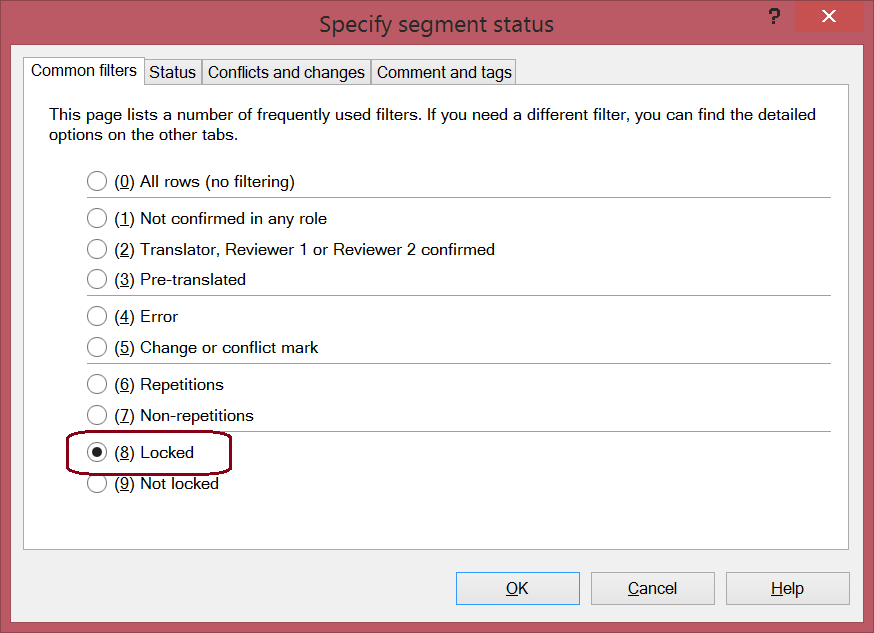 Specify segment status
?
Common filters
Status
Conflicts and changes
Comment and tags
This page lists a number of frequently used filters. If you need a different filter, you can find the detailed
options on the other tabs.
(0) All rows (no filtering)
(1) Not confirmed in any role
(2) Translator, Reviewer 1 or Reviewer 2 confirmed
(3) Pre-translated
(4) Error
(5) Change or conflict mark
(6) Repetitions
(7) Non-repetitions
(8) Locked
(9) Not locked
OK
Cancel
Help